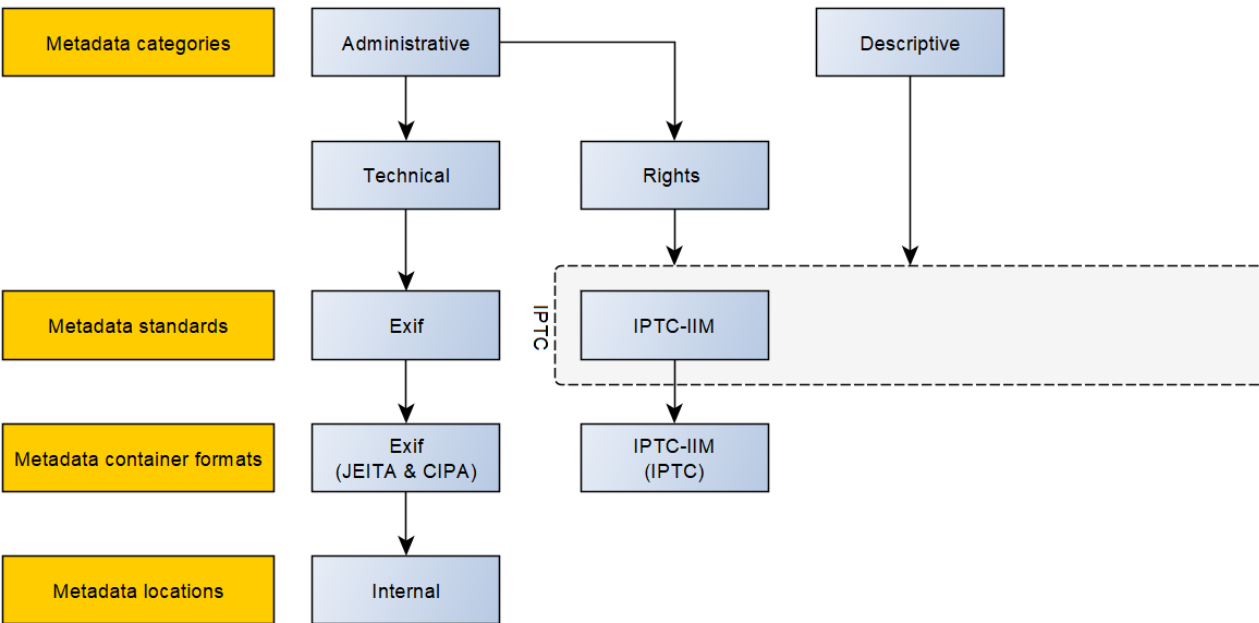 Metadata categories
Administrative
Descriptive
Technical
Rights
Metadata standards
Exif
IPTC
IPTC-IIM
Metadata container formats
Exif
(JEITA & CIPA)
IPTC-IIM
(IPTC)
Metadata locations
Internal